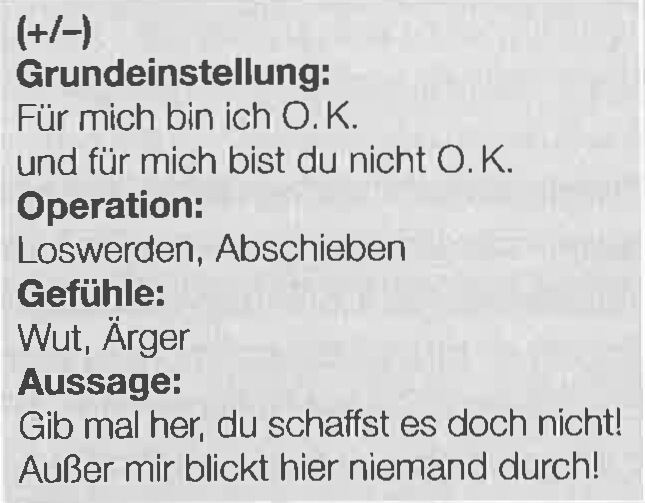 (+/–)
Grundeinstellung:
Für mich bin ich O. K.
und für mich bist du nicht O. K.
Operation:
Loswerden, Abschieben
Gefühle:
Wut, Ärger
Aussage:
Gib mal her, du schaffst es doch nicht!
Außer mir blickt hier niemand durch!